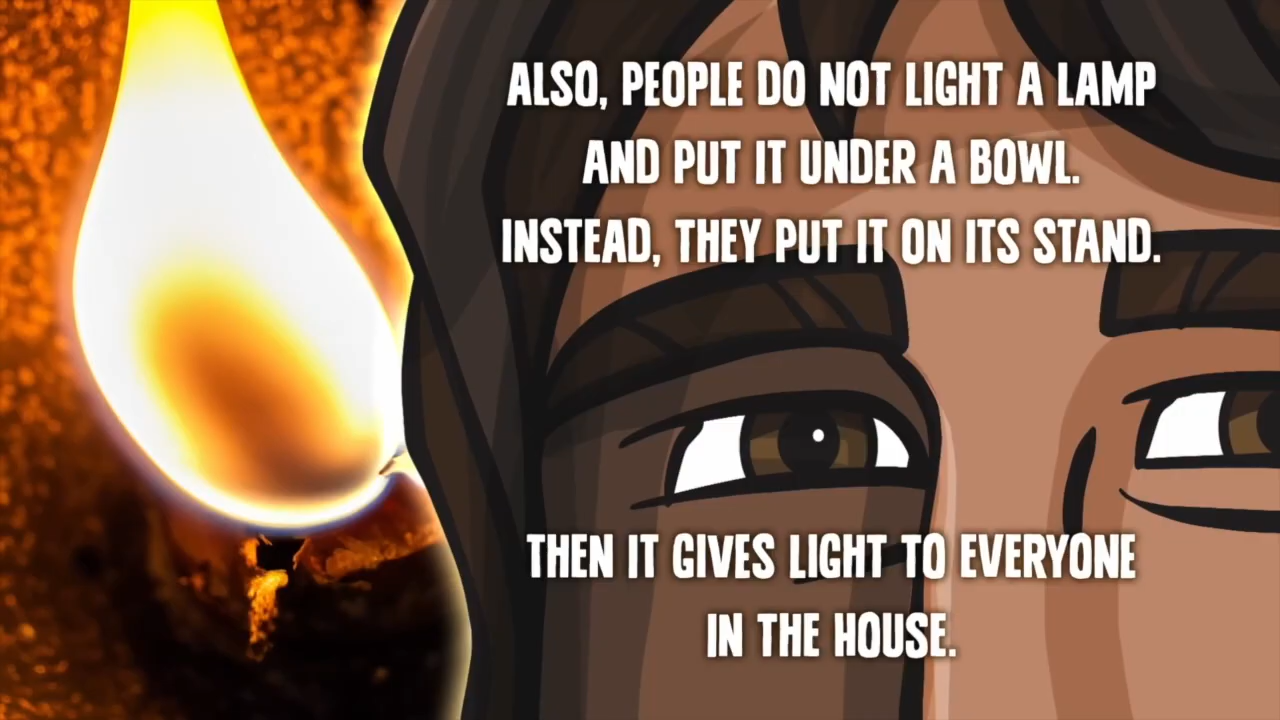 ALSO, PEOPLE DO NOT LIGHT A LAMP
AND PUT IT UNDER A BOWL.
INSTEAD, THEY PUT IT ON ITS STAND.
THEN IT GIVES LIGHT TO EVERYONE
IN THE HOUSE.